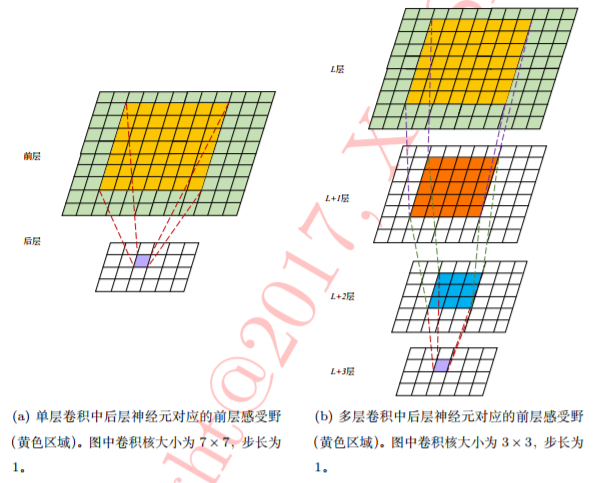 L层
前层
L+1层
后层
L+2层
L+3层
(a) 单层卷积中后层神经元对应的前层感受野
(黄色区域)。图中卷积核大小为 7 × 7，步长为
1。
(b) 多层卷积中后层神经元对应的前层感受野
(黄色区域)。图中卷积核大小为 3 × 3，步长为
1。
ht@2017, X